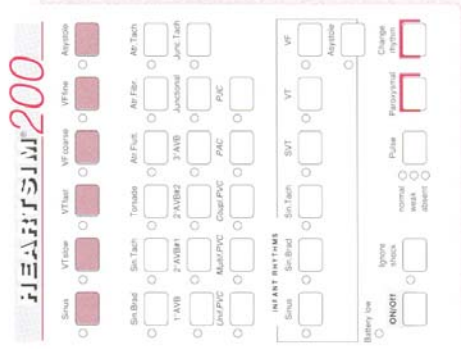 HEARTSIM® 200
Sinus VTslow VTfast VFcoarse VFfine Asystole
Sin.Brad Sin.Tach Torsade Atr.Flutt. Atr.Fibr. Atr.Tach
1°AVB 2°AVB#1 2°AVB#2 3°AVB Junctional Junc.Tach
Unif.PVC Multif.PVC Coupl.PVC PAC PJC
INFANT RHYTHMS
Sinus Sin.Brad Sin.Tach SVT VT VF
Asystole
Battery low
ON/OFF Ignore shock Pulse Paroxysmal Change rhythm
normal
weak
absent